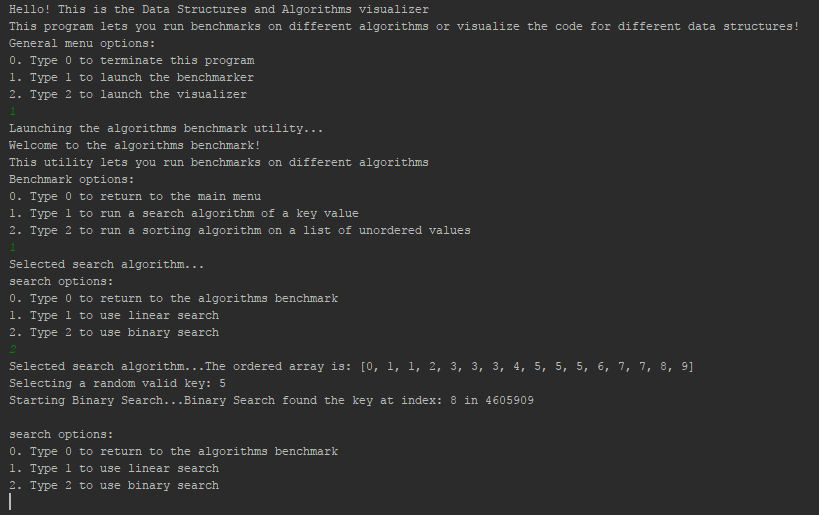 Hello! This is the Data Structures and Algorithms visualizer
This program lets you run benchmarks on different algorithms or visualize the code for different data structures!
General menu options:
0. Type 0 to terminate this program
1. Type 1 to launch the benchmarker
2. Type 2 to launch the visualizer
1
Launching the algorithms benchmark utility...
Welcome to the algorithms benchmark!
This utility lets you run benchmarks on different algorithms
Benchmark options:
0. Type 0 to return to the main menu
1. Type 1 to run a search algorithm of a key value
2. Type 2 to run a sorting algorithm on a list of unordered values
1
Selected search algorithm...
search options:
0. Type 0 to return to the algorithms benchmark
1. Type 1 to use linear search
2. Type 2 to use binary search
2
Selected search algorithm...The ordered array is: [0, 1, 1, 2, 3, 3, 3, 4, 5, 5, 5, 6, 7, 7, 8, 9]
Selecting a random valid key: 5
Starting Binary Search...Binary Search found the key at index: 8 in 4605909
search options:
0. Type 0 to return to the algorithms benchmark
1. Type 1 to use linear search
2. Type 2 to use binary search